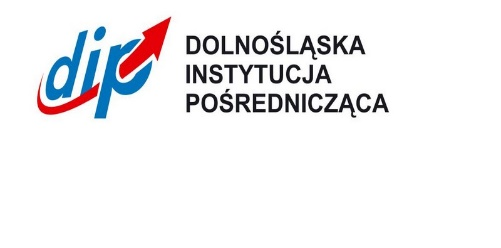 dip
DOLNOŚLĄSKA
INSTYTUCJA
POŚREDNICZĄCA